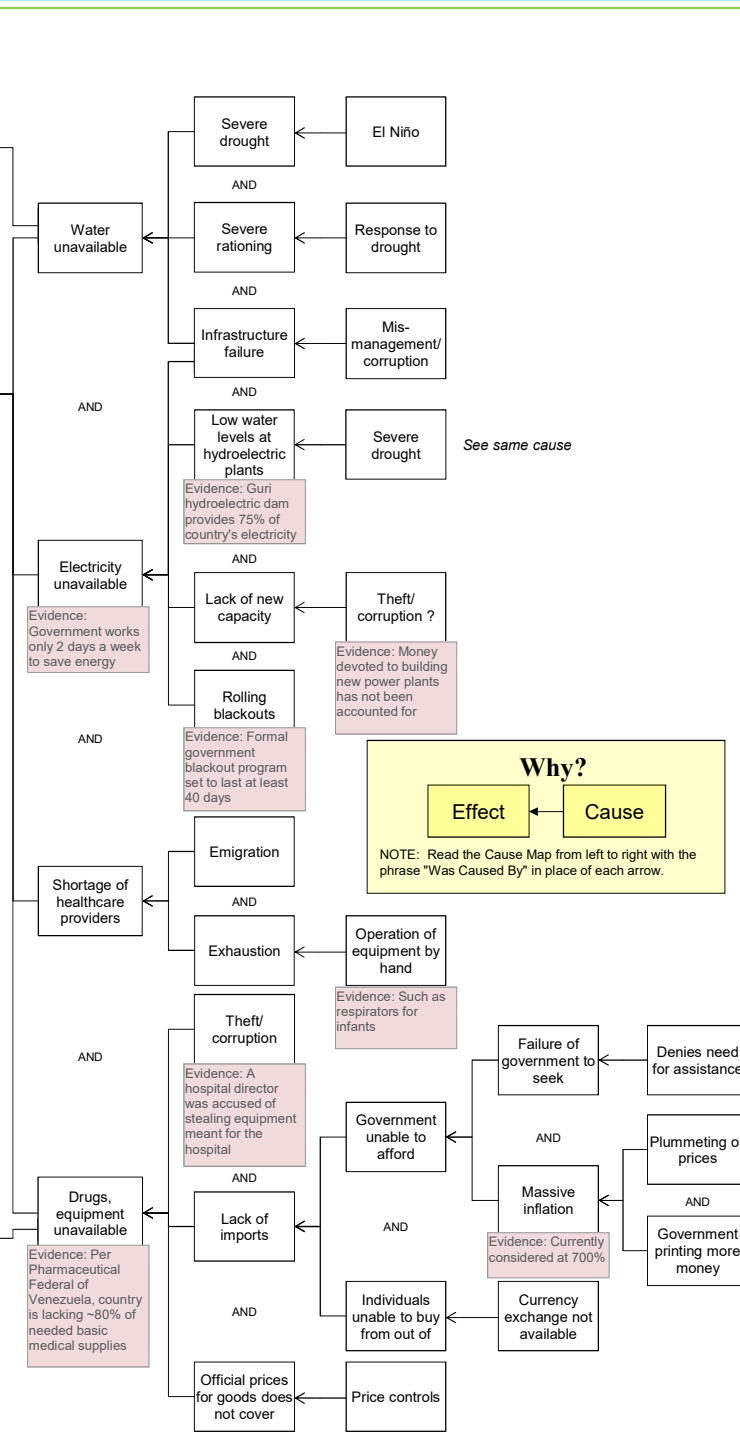 Severe
drought
El Niño
AND
Water
unavailable
Severe
rationing
Response to
drought
AND
Infrastructure
failure
Mis-
management/
corruption
AND
AND
Low water
levels at
hydroelectric
plants
Severe
drought
See same cause
Evidence: Guri
hydroelectric dam
provides 75% of
country's electricity
AND
Electricity
unavailable
Evidence:
Government works
only 2 days a week
to save energy
Lack of new
capacity
Theft/
corruption ?
Evidence: Money
devoted to building
new power plants
has not been
accounted for
AND
Rolling
blackouts
Evidence: Formal
government
blackout program
set to last at least
40 days
AND
Why?
Effect
Cause
NOTE:  Read the Cause Map from left to right with the
phrase "Was Caused By" in place of each arrow.
Emigration
AND
Shortage of
healthcare
providers
Exhaustion
Operation of
equipment by
hand
Evidence: Such as
respirators for
infants
AND
Theft/
corruption
Evidence: A
hospital director
was accused of
stealing equipment
meant for the
hospital
AND
Drugs,
equipment
unavailable
Evidence: Per
Pharmaceutical
Federal of
Venezuela, country
is lacking ~80% of
needed basic
medical supplies
Lack of
imports
Government
unable to
afford
Failure of
government to
seek
Denies need
for assistance
AND
Massive
inflation
Evidence: Currently
considered at 700%
Plummeting o
prices
AND
Government
printing more
money
AND
Individuals
unable to buy
from out of
Currency
exchange not
available
AND
Official prices
for goods does
not cover
Price controls